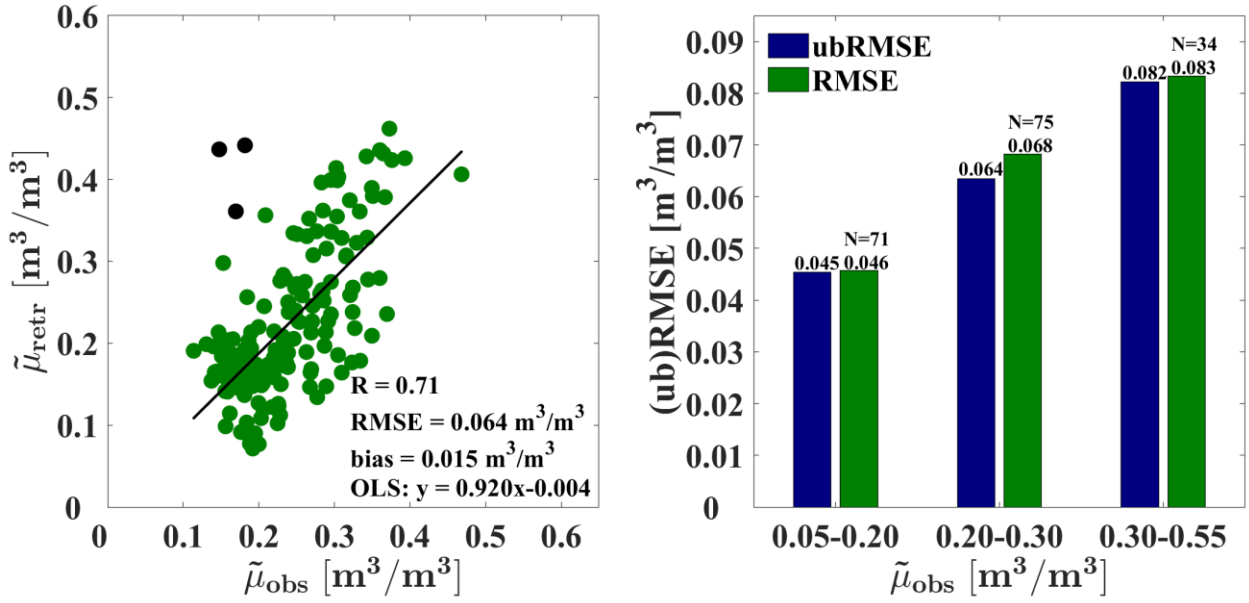 0.6
0.5
0.4
0.3
0.2
0.1
0
μ̃retr [m³/m³]
R = 0.71
RMSE = 0.064 m³/m³
bias = 0.015 m³/m³
OLS: y = 0.920x-0.004
0 0.1 0.2 0.3 0.4 0.5 0.6
μ̃obs [m³/m³]
0.09
0.08
0.07
0.06
0.05
0.04
0.03
0.02
0.01
0
(ub)RMSE [m³/m³]
ubRMSE
RMSE
N=71
0.045 0.046
N=75
0.064 0.068
N=34
0.082 0.083
0.05-0.20 0.20-0.30 0.30-0.55
μ̃obs [m³/m³]